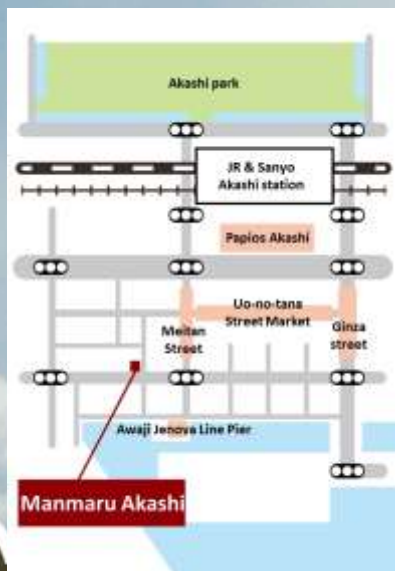 Akashi park
JR & Sanyo
Akashi station
Papios Akashi
Uo-no-tana
Street Market
Meitan
Street
Ginza
street
Awaji Jenova Line Pier
Manmaru Akashi